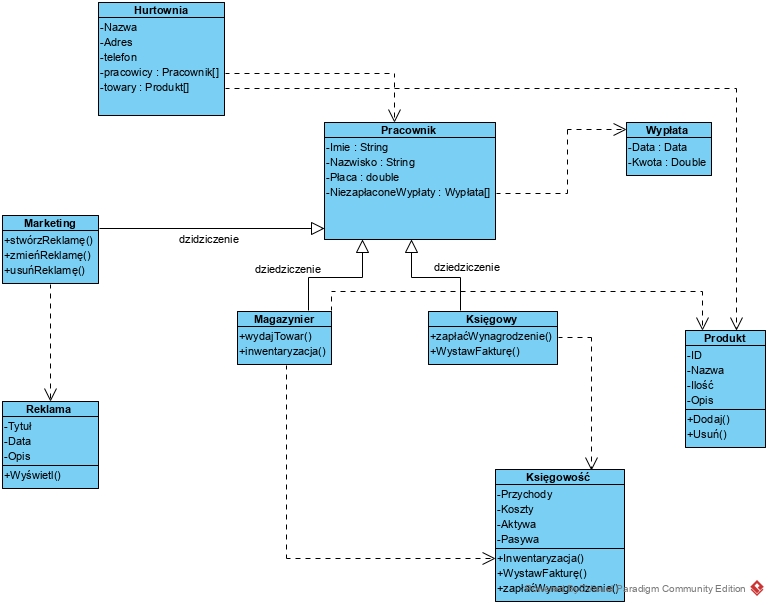 Hurtownia
-Nazwa
-Adres
-telefon
-pracowicy : Pracownik[]
-towary : Produkt[]
Pracownik
-Imie : String
-Nazwisko : String
-Płaca : double
-NiezapłaconeWypłaty : Wypłata[]
Wypłata
-Data : Data
-Kwota : Double
Marketing
+stwórzReklamę()
+zmieńReklamę()
+usuńReklamę()
dzidziczenie
dziedziczenie
dziedziczenie
Magazynier
+wydajTowar()
+inwentaryzacja()
Księgowy
+zapłaćWynagrodzenie()
+WystawFakturę()
Produkt
-ID
-Nazwa
-Ilość
-Opis
+Dodaj()
+Usuń()
Reklama
-Tytuł
-Data
-Opis
+Wyświetl()
Księgowość
-Przychody
-Koszty
-Aktywa
-Pasywa
+Inwentaryzacja()
+WystawFakturę()
+zapłaćWynagrodzenie()
Paradigm Community Edition